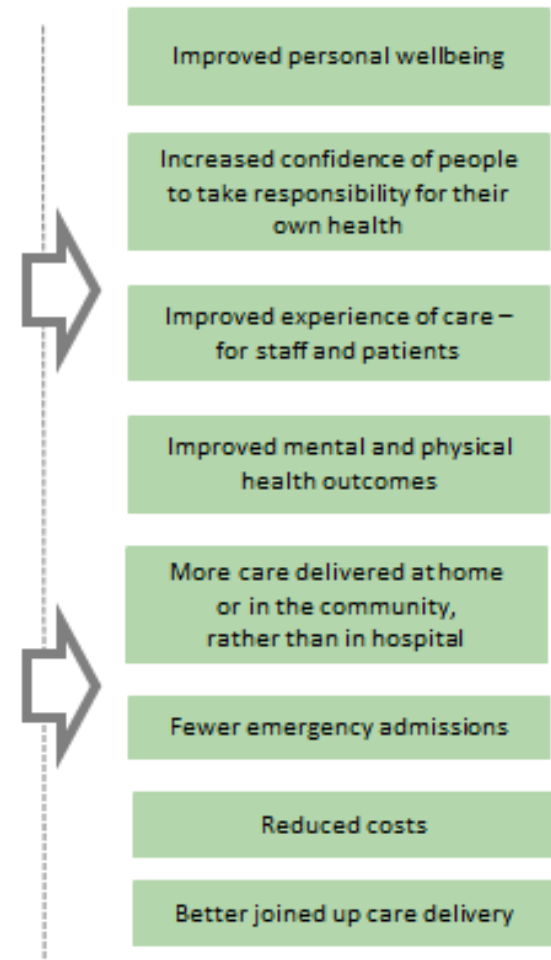 Improved personal wellbeing
Increased confidence of people
to take responsibility for their
own health
Improved experience of care –
for staff and patients
Improved mental and physical
health outcomes
More care delivered at home
or in the community,
rather than in hospital
Fewer emergency admissions
Reduced costs
Better joined up care delivery